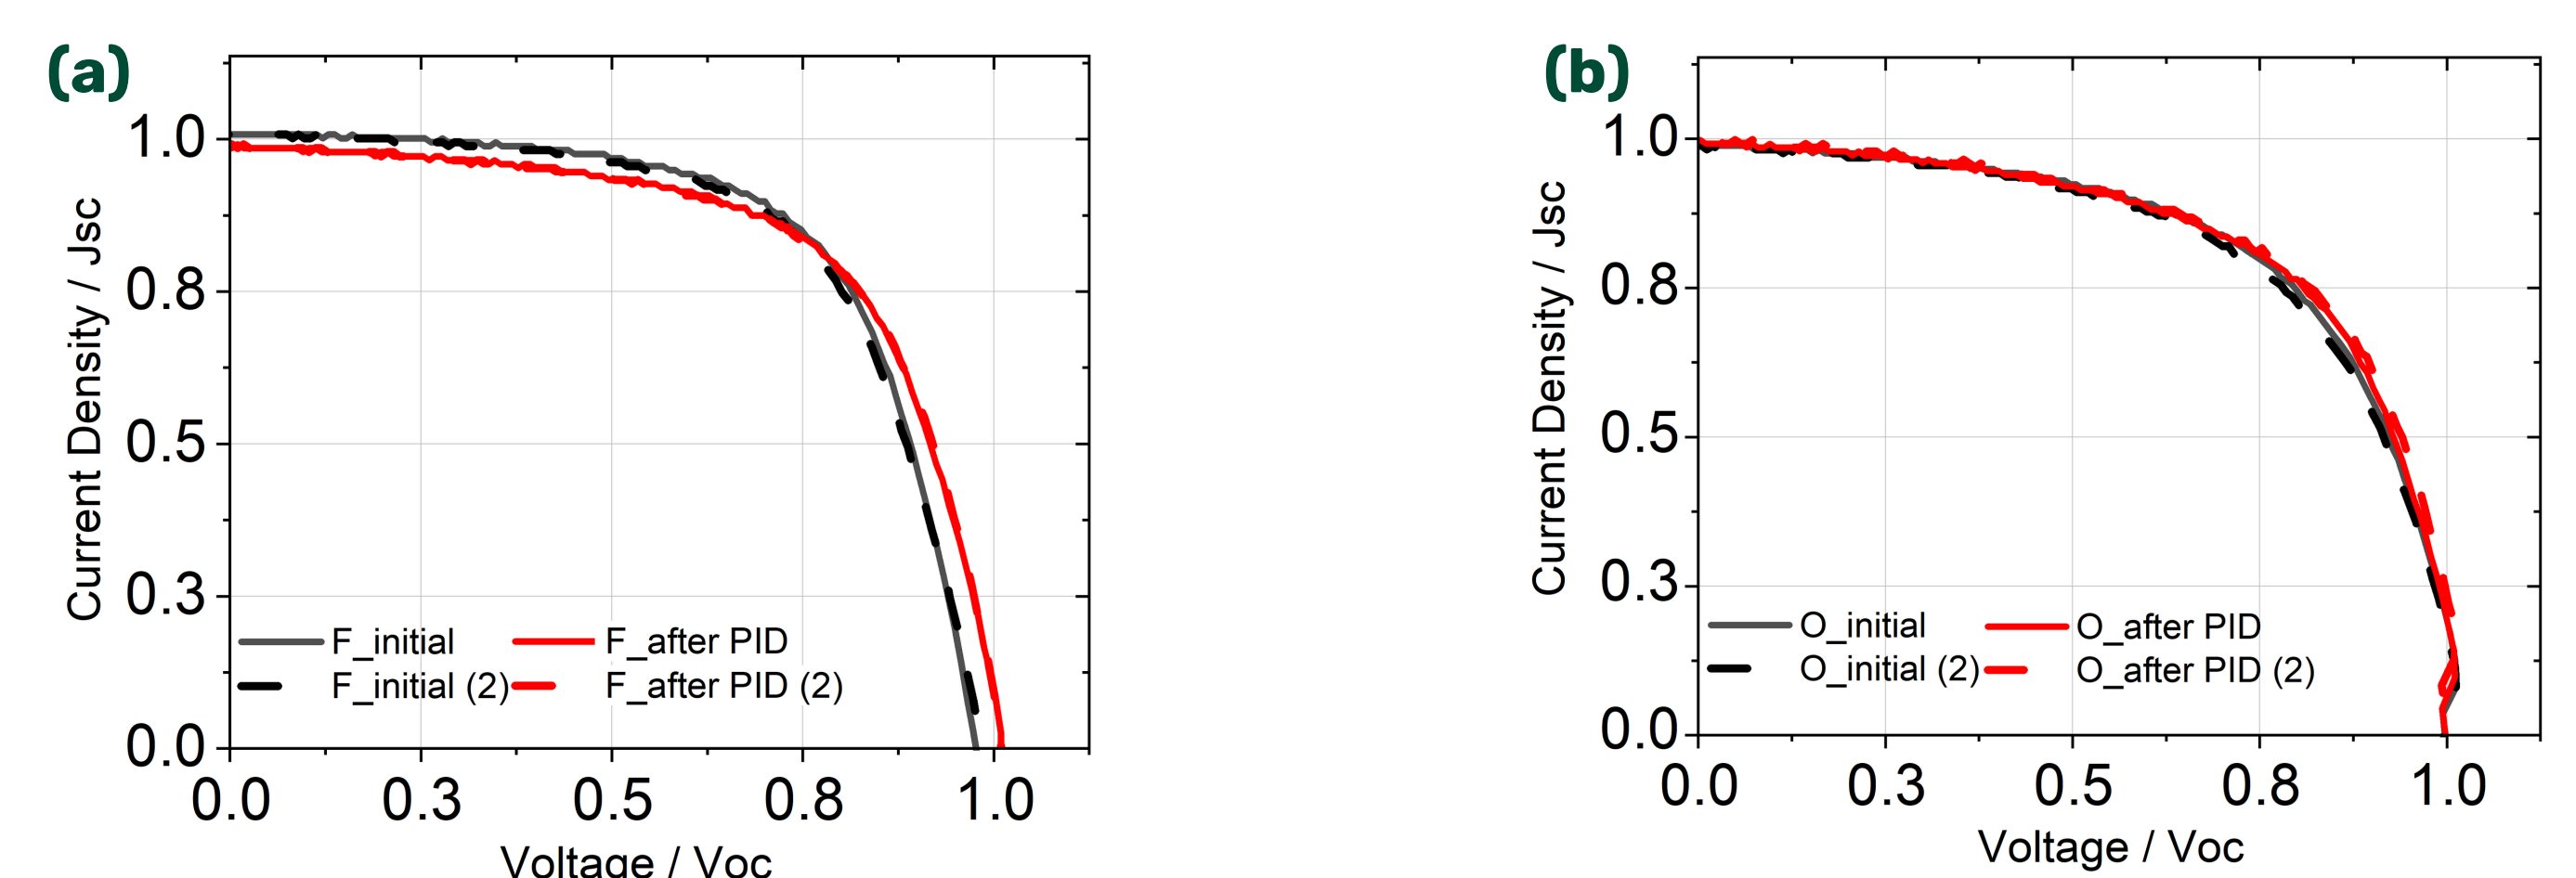 (a)
Current Density / Jsc
1.0
0.8
0.5
0.3
0.0
F_initial
F_after PID
F_initial (2)
F_after PID (2)
0.0 0.3 0.5 0.8 1.0
Voltage / Voc
(b)
Current Density / Jsc
1.0
0.8
0.5
0.3
0.0
O_initial
O_after PID
O_initial (2)
O_after PID (2)
0.0 0.3 0.5 0.8 1.0
Voltage / Voc